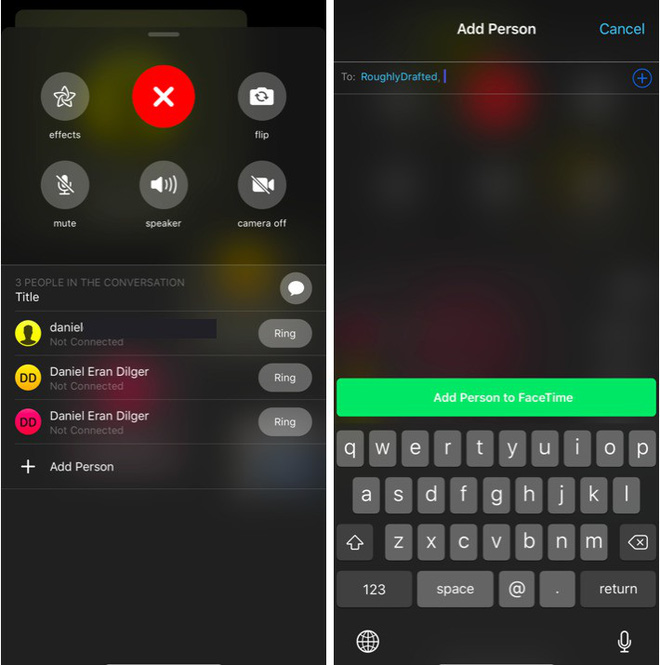 effects
flip
mute
speaker
camera off
3 PEOPLE IN THE CONVERSATION
Title
daniel
Not Connected
Ring
DD
Daniel Eran Dilger
Not Connected
Ring
DD
Daniel Eran Dilger
Not Connected
Ring
+ Add Person
Add Person
Cancel
To: RoughlyDrafted,
Add Person to FaceTime
q w e r t y u i o p
a s d f g h j k l
z x c v b n m
123 space @ . return